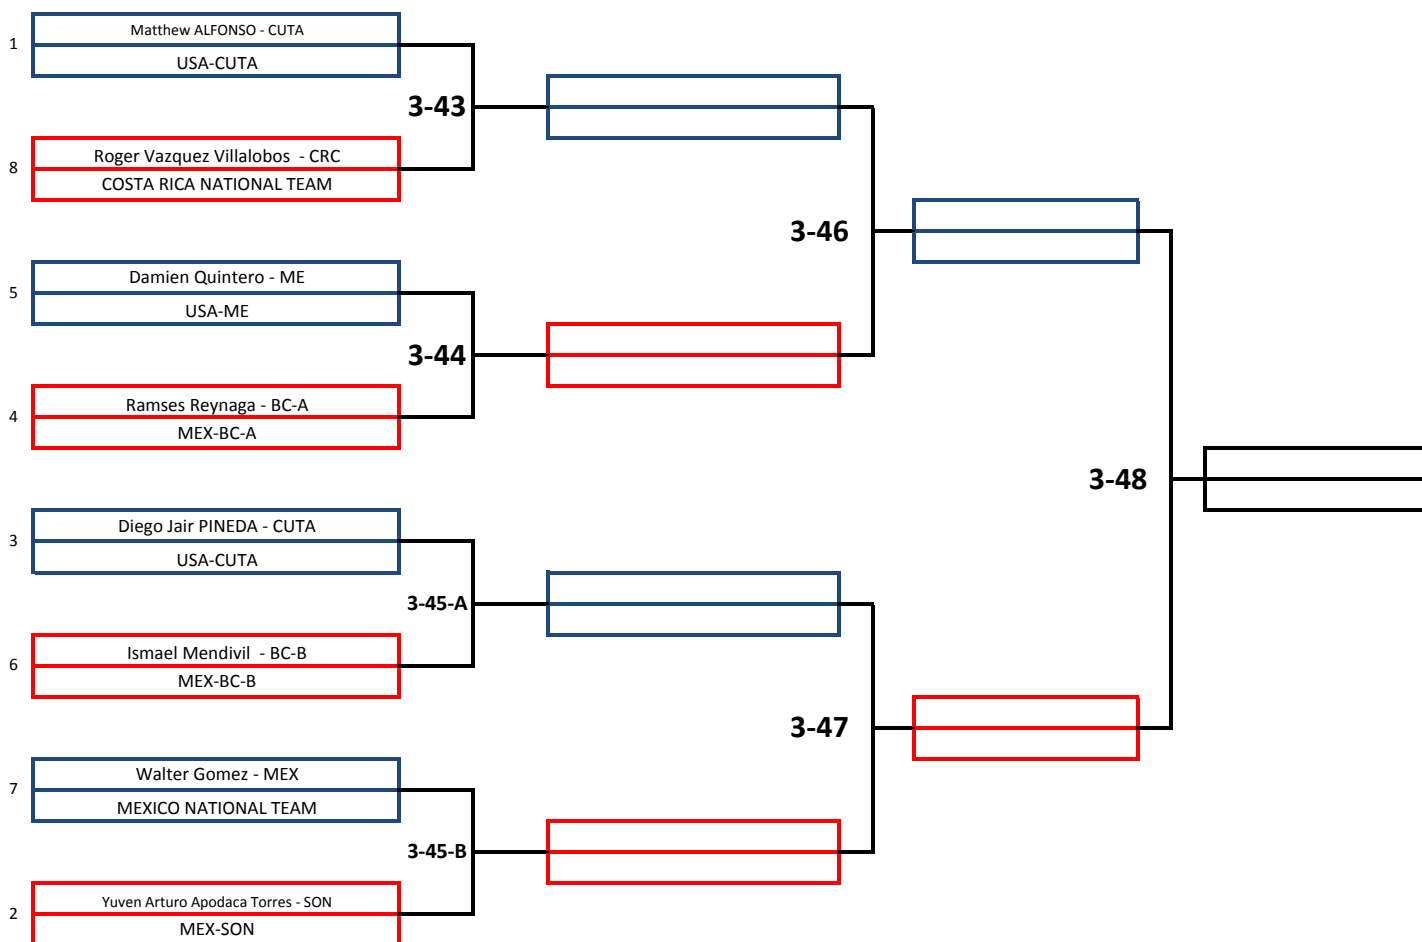 1
Matthew ALFONSO - CUTA
USA-CUTA
3-43
8
Roger Vazquez Villalobos - CRC
COSTA RICA NATIONAL TEAM
3-46
5
Damien Quintero - ME
USA-ME
3-44
4
Ramses Reynaga - BC-A
MEX-BC-A
3-48
3
Diego Jair PINEDA - CUTA
USA-CUTA
3-45-A
6
Ismael Mendivil - BC-B
MEX-BC-B
3-47
7
Walter Gomez - MEX
MEXICO NATIONAL TEAM
3-45-B
2
Yuven Arturo Apodaca Torres - SON
MEX-SON